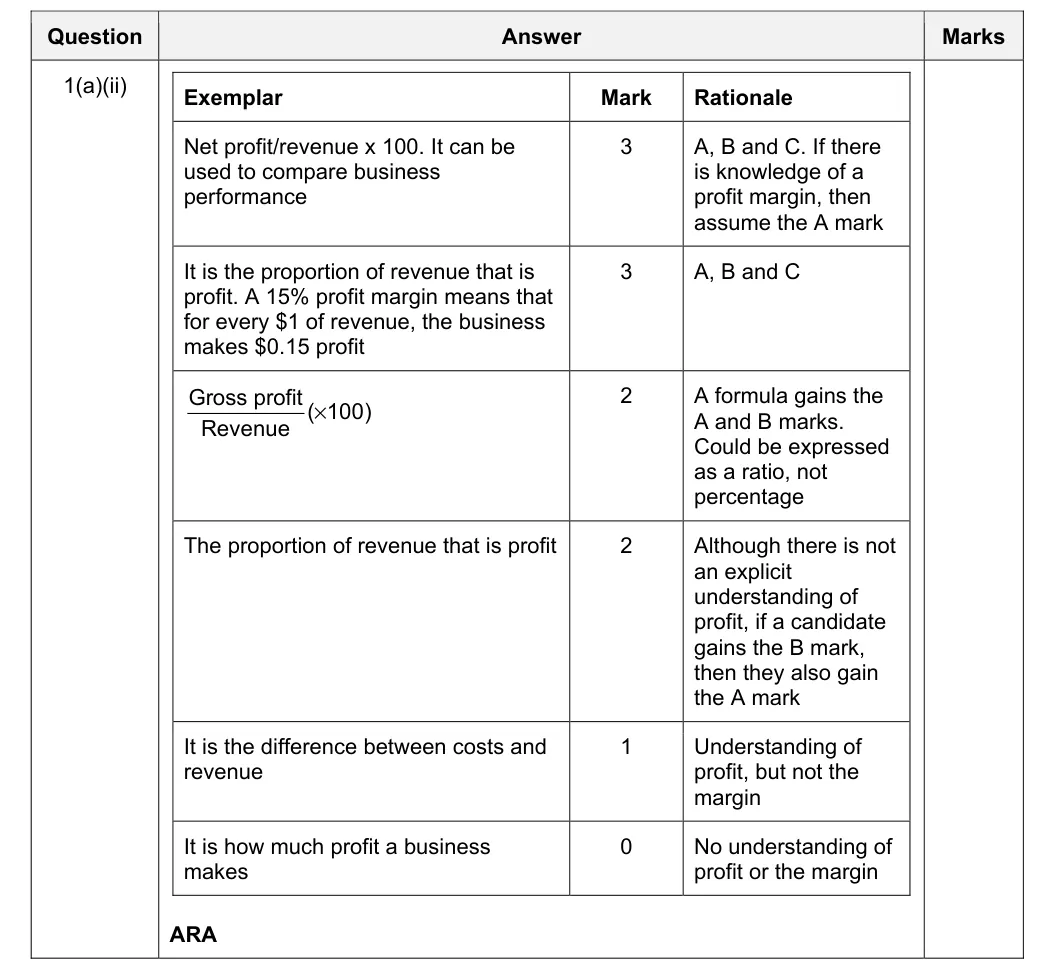 Question Answer Marks
1(a)(ii)
Exemplar Mark Rationale
Net profit/revenue x 100. It can be
used to compare business
performance
3
A, B and C. If there
is knowledge of a
profit margin, then
assume the A mark
It is the proportion of revenue that is
profit. A 15% profit margin means that
for every $1 of revenue, the business
makes $0.15 profit
3
A, B and C
Gross profit
Revenue
(×100)
2
A formula gains the
A and B marks.
Could be expressed
as a ratio, not
percentage
The proportion of revenue that is profit
2
Although there is not
an explicit
understanding of
profit, if a candidate
gains the B mark,
then they also gain
the A mark
It is the difference between costs and
revenue
1
Understanding of
profit, but not the
margin
It is how much profit a business
makes
0
No understanding of
profit or the margin
ARA